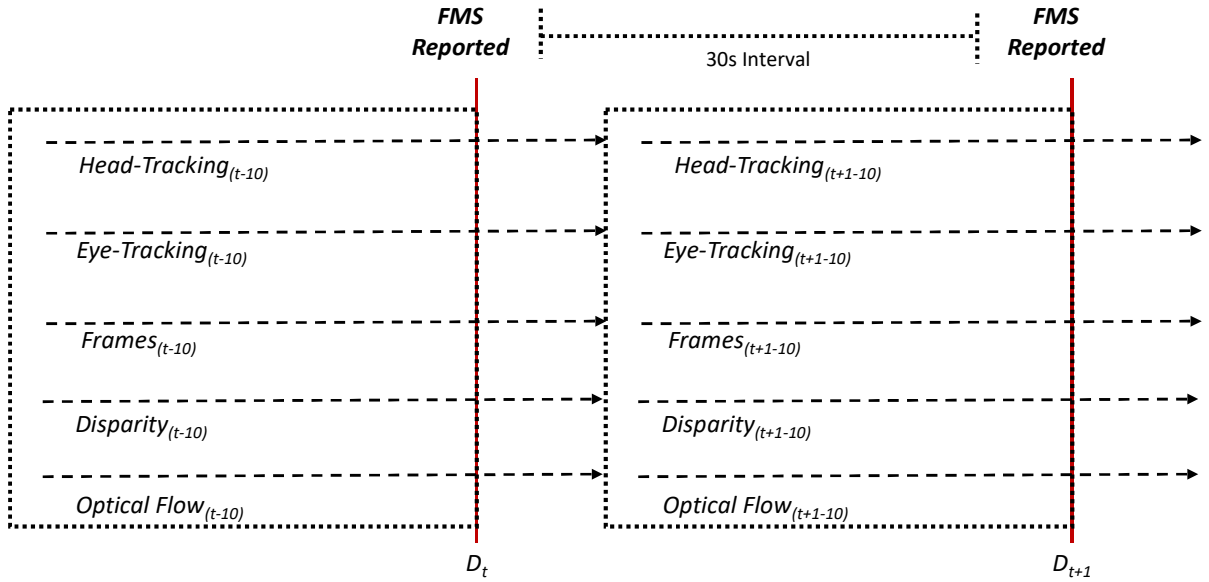 FMS
Reported
30s Interval
FMS
Reported
Head-Tracking(t-10)
Head-Tracking(t+1-10)
Eye-Tracking(t-10)
Eye-Tracking(t+1-10)
Frames(t-10)
Frames(t+1-10)
Disparity(t-10)
Disparity(t+1-10)
Optical Flow(t-10)
Optical Flow(t+1-10)
Dt
Dt+1